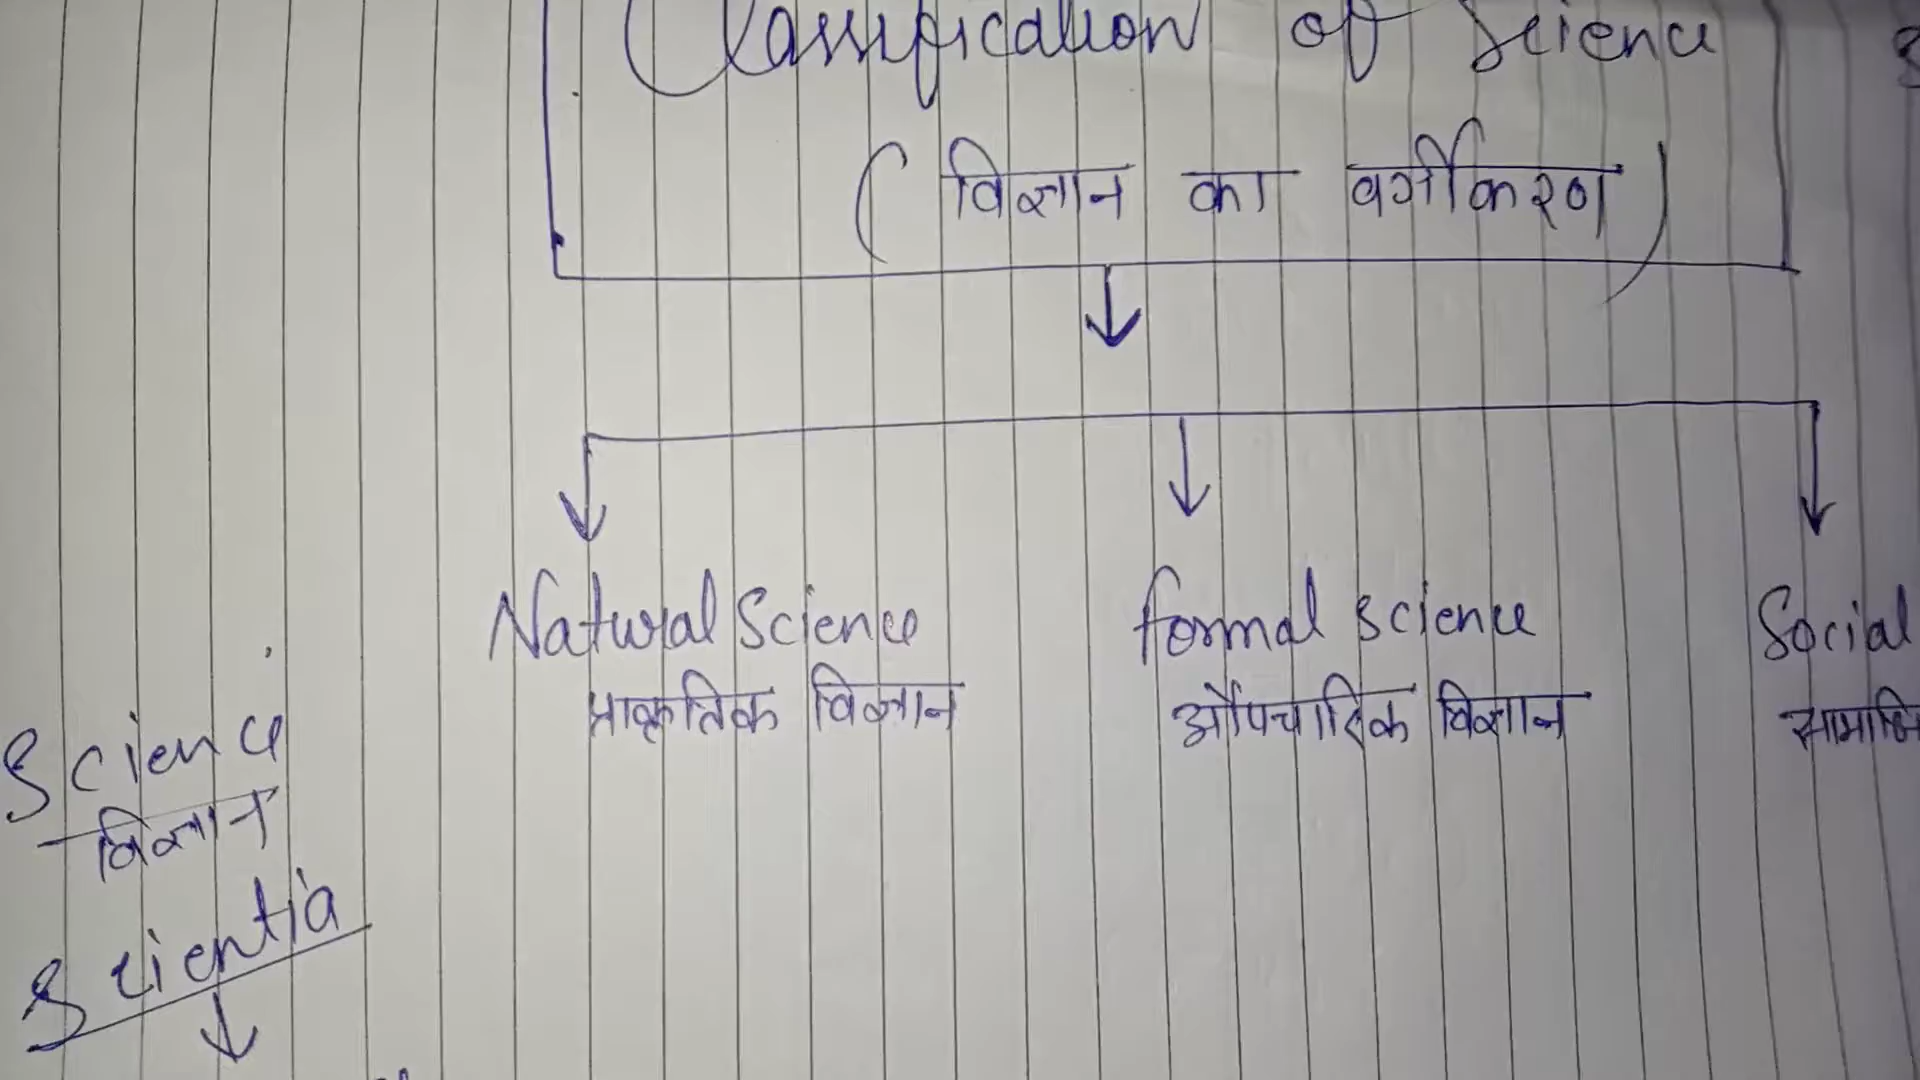 Classification of Science
(विज्ञान का वर्गीकरण)
Natural Science
प्राकृतिक विज्ञान
formal science
औपचारिक विज्ञान
Social
सामाजि
Science
विज्ञान
Scientia